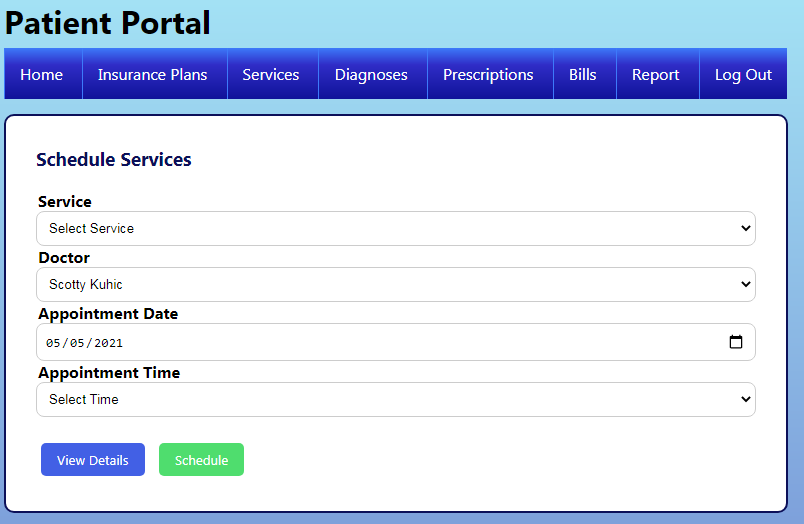 Patient Portal
Home Insurance Plans Services Diagnoses Prescriptions Bills Report Log Out
Schedule Services
Service
Select Service
Doctor
Scotty Kuhic
Appointment Date
05/05/2021
Appointment Time
Select Time
View Details Schedule